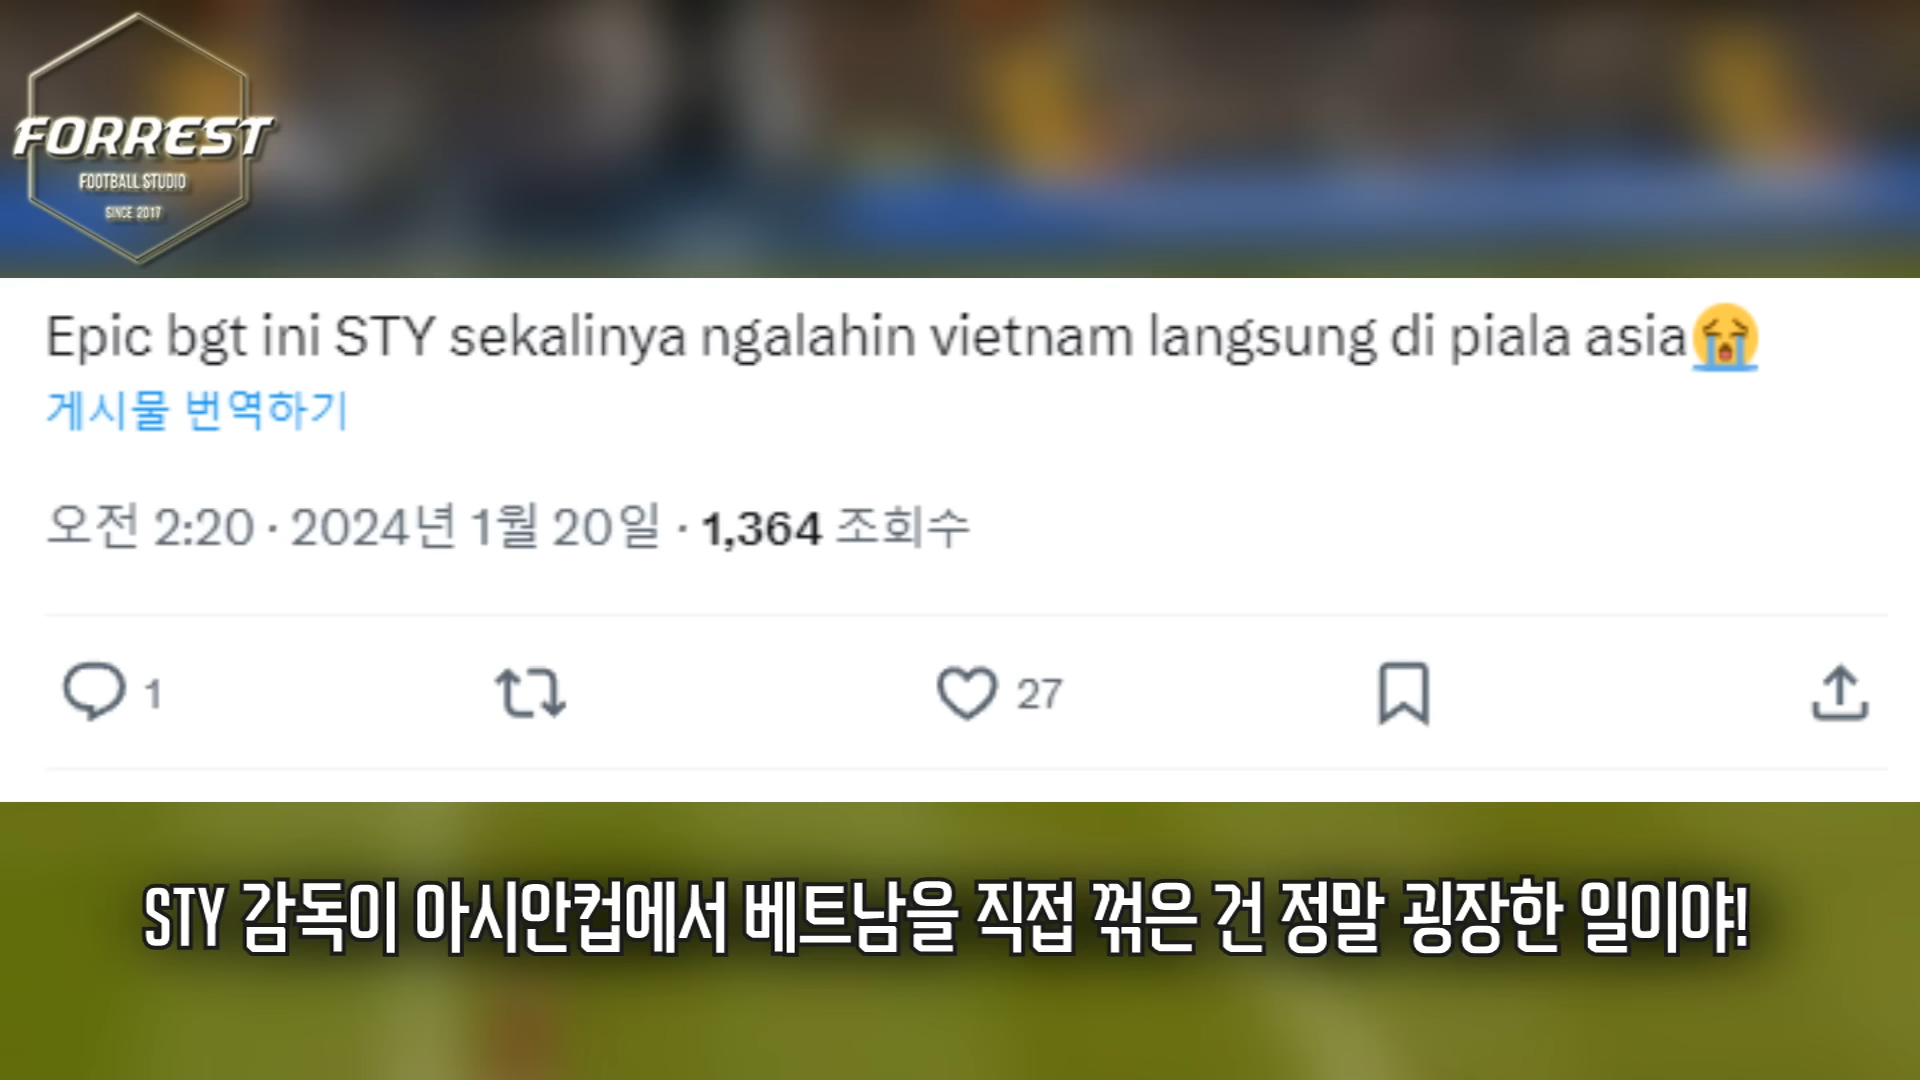 FORREST
FOOTBALL STUDIO
SINCE 2017
Epic bgt ini STY sekalinya ngalahin vietnam langsung di piala asia😭
게시물 번역하기
오전 2:20 · 2024년 1월 20일 · 1,364 조회수
1
27
STY 감독이 아시안컵에서 베트남을 직접 꺾은 건 정말 굉장한 일이야!